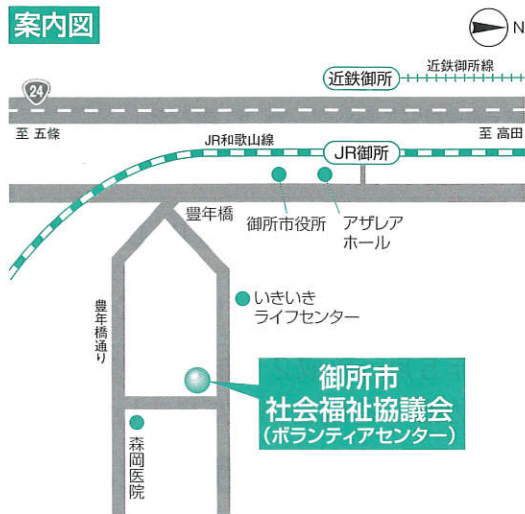 案内図
N
近鉄御所線
近鉄御所
24
至 五條
至 高田
JR和歌山線
JR御所
豊年橋
御所市役所
アザレア
ホール
いきいき
ライフセンター
豊年橋通り
御所市
社会福祉協議会
(ボランティアセンター)
森岡医院